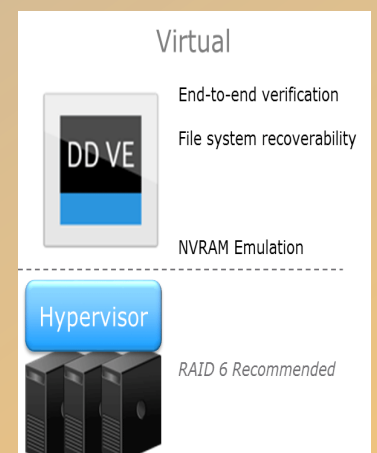 Virtual
End-to-end verification
DD VE
File system recoverability
NVRAM Emulation
Hypervisor
RAID 6 Recommended